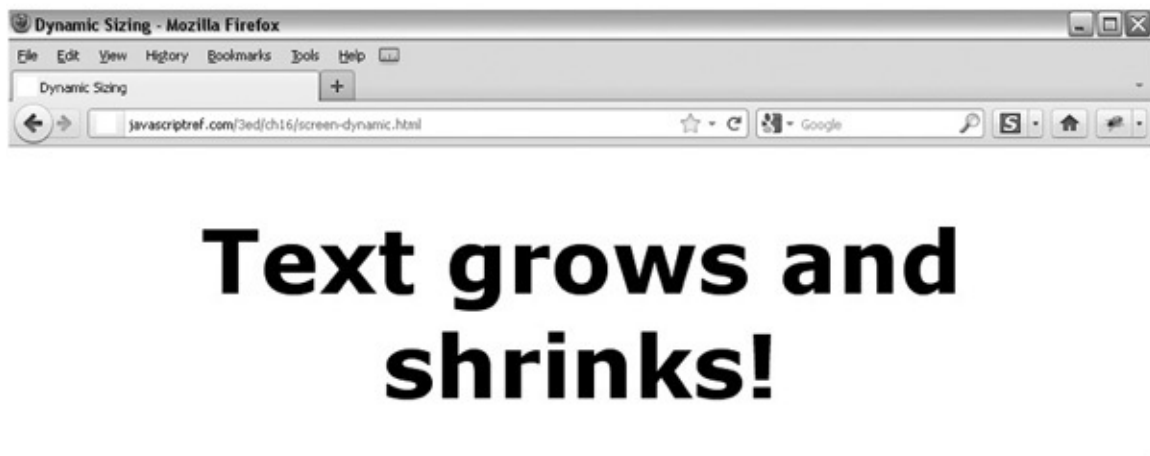 Dynamic Sizing - Mozilla Firefox
File Edit View History Bookmarks Tools Help
Dynamic Sizing
javascriptref.com/3ed/ch16/screen-dynamic.html
Google
S
Text grows and
shrinks!